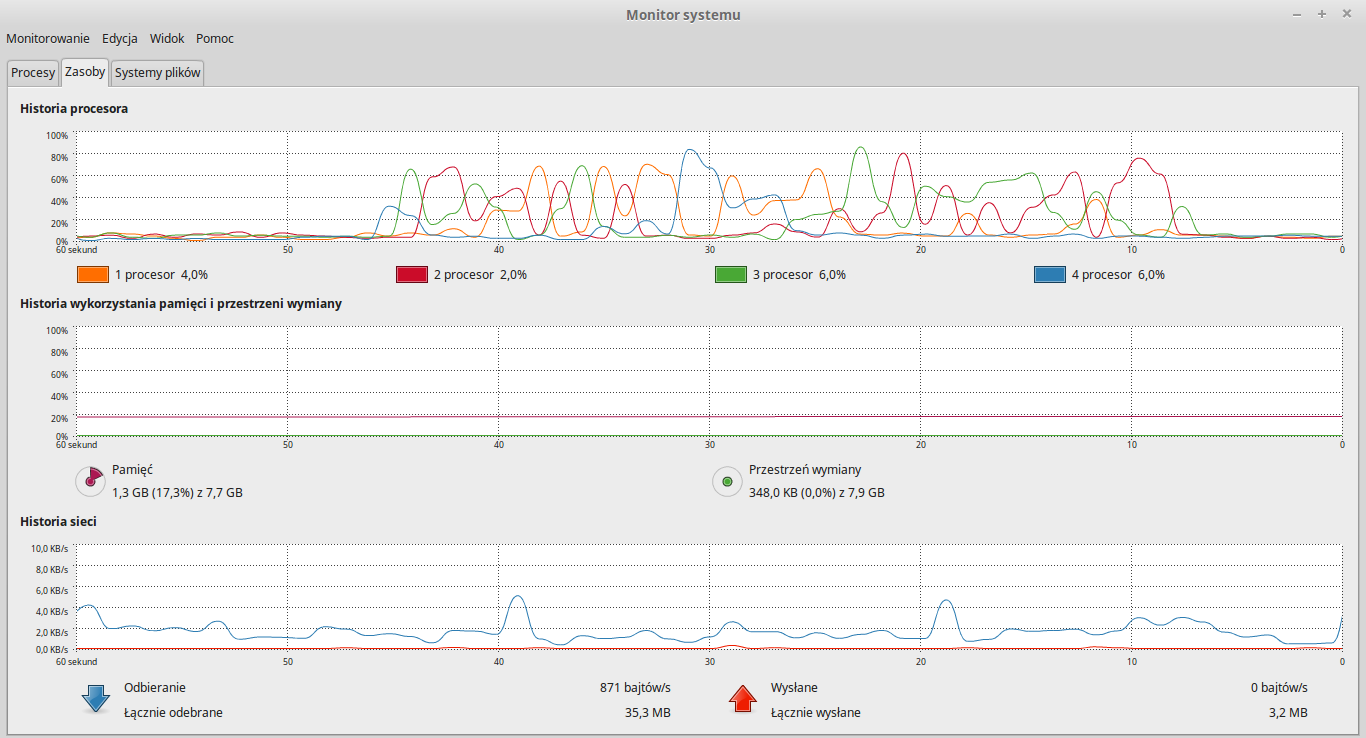 Monitor systemu
Monitorowanie Edycja Widok Pomoc
Procesy Zasoby Systemy plików
Historia procesora
100%
80%
60%
40%
20%
0%
60 sekund 50 40 30 20 10 0
1 procesor 4,0% 2 procesor 2,0% 3 procesor 6,0% 4 procesor 6,0%
Historia wykorzystania pamięci i przestrzeni wymiany
100%
80%
60%
40%
20%
0%
60 sekund 50 40 30 20 10 0
Pamięć Przestrzeń wymiany
1,3 GB (17,3%) z 7,7 GB 348,0 KB (0,0%) z 7,9 GB
Historia sieci
10,0 KB/s
8,0 KB/s
6,0 KB/s
4,0 KB/s
2,0 KB/s
0,0 KB/s
60 sekund 50 40 30 20 10 0
Odbieranie 871 bajtów/s Wysłane 0 bajtów/s
Łącznie odebrane 35,3 MB Łącznie wysłane 3,2 MB